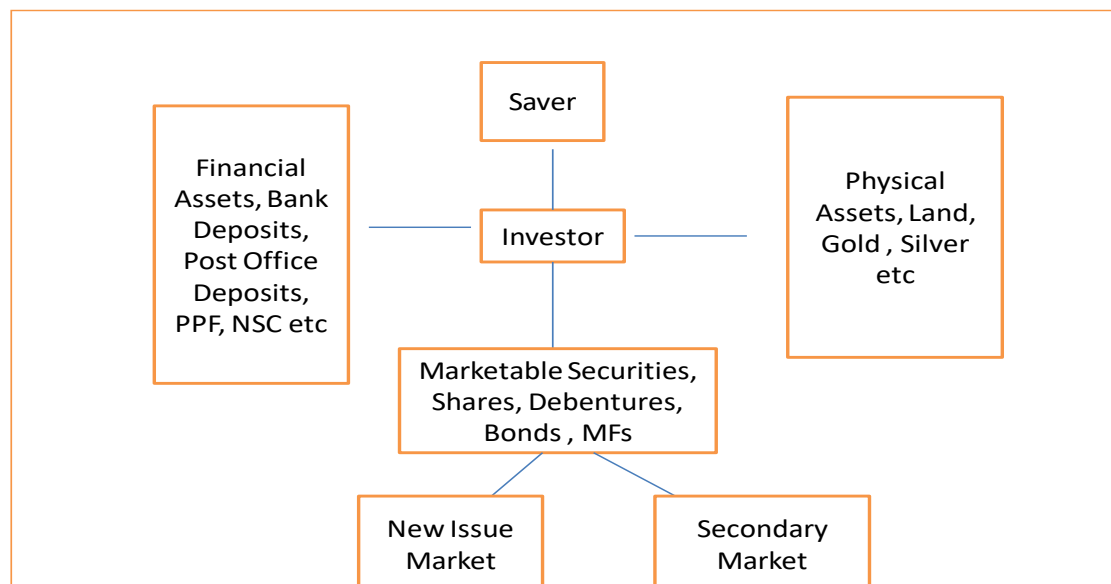 Saver
Financial
Assets, Bank
Deposits,
Post Office
Deposits,
PPF, NSC etc
Investor
Physical
Assets, Land,
Gold , Silver
etc
Marketable Securities,
Shares, Debentures,
Bonds , MFs
New Issue
Market
Secondary
Market